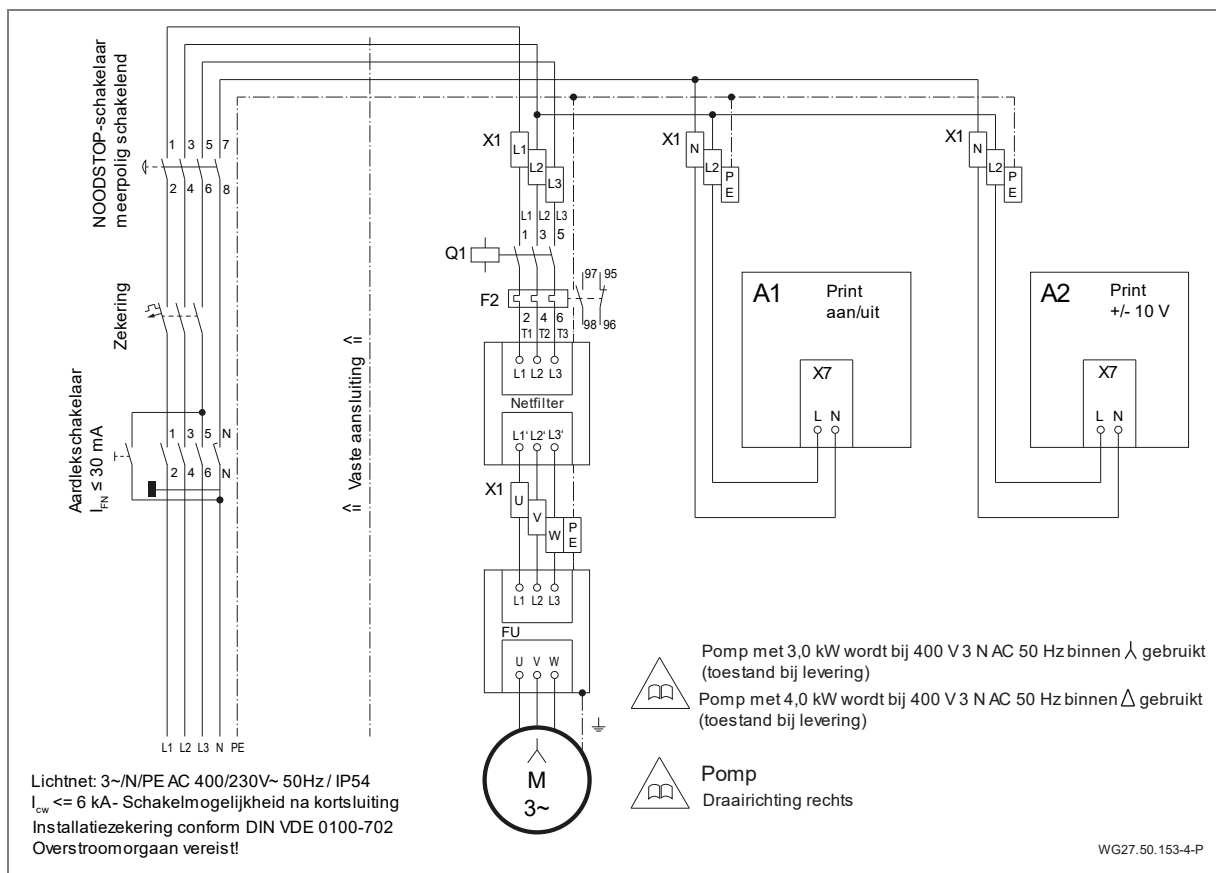 NOODSTOP-schakelaar
meerpolig schakelend
1 3 5 7
2 4 6 8
Zekering
Aardlekschakelaar
I_FN ≤ 30 mA
1 3 5 N
2 4 6 N
L1 L2 L3 N PE
<= Vaste aansluiting =>
X1
L1
L2
L3
L1 L2 L3
1 3 5
Q1
F2
97 95
98 96
2 4 6
T1 T2 T3
L1 L2 L3
Netfilter
L1' L2' L3'
X1
U
V
W
P
E
L1 L2 L3
FU
U V W
M
3~
X1
N
L2
P
E
A1
Print
aan/uit
X7
L N
X1
N
L2
P
E
A2
Print
+/- 10 V
X7
L N
Pomp met 3,0 kW wordt bij 400 V 3 N AC 50 Hz binnen ⅄ gebruikt
(toestand bij levering)
Pomp met 4,0 kW wordt bij 400 V 3 N AC 50 Hz binnen △ gebruikt
(toestand bij levering)
Pomp
Draairichting rechts
Lichtnet: 3~/N/PE AC 400/230V~ 50Hz / IP54
I_cw <= 6 kA- Schakelmogelijkheid na kortsluiting
Installatiezekering conform DIN VDE 0100-702
Overstroomorgaan vereist!
WG27.50.153-4-P